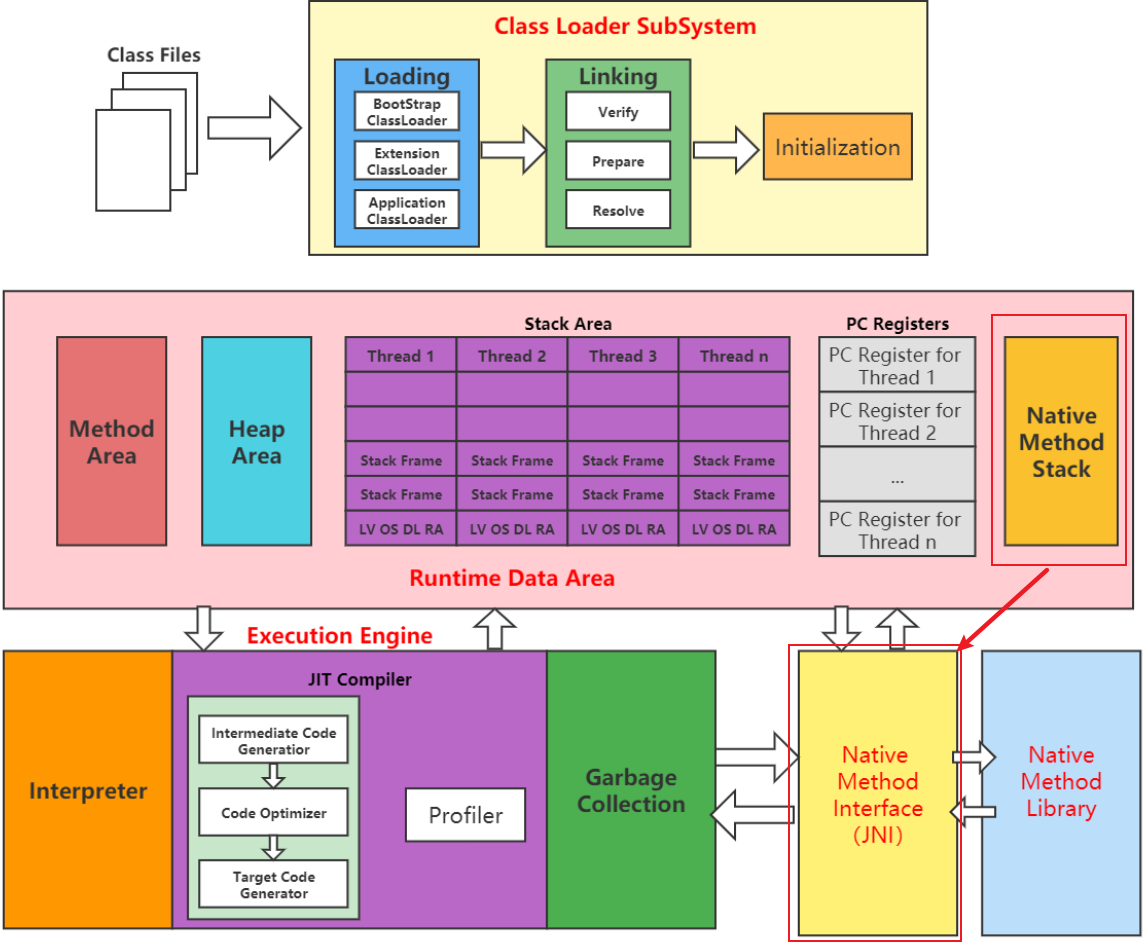 Class Loader SubSystem
Class Files
Loading
BootStrap
ClassLoader
Extension
ClassLoader
Application
ClassLoader
Linking
Verify
Prepare
Resolve
Initialization
Method
Area
Heap
Area
Stack Area
Thread 1
Thread 2
Thread 3
Thread n
Stack Frame
Stack Frame
Stack Frame
Stack Frame
Stack Frame
Stack Frame
Stack Frame
Stack Frame
LV OS DL RA
LV OS DL RA
LV OS DL RA
LV OS DL RA
PC Registers
PC Register for
Thread 1
PC Register for
Thread 2
...
PC Register for
Thread n
Native
Method
Stack
Runtime Data Area
Execution Engine
Interpreter
JIT Compiler
Intermediate Code
Generatior
Code Optimizer
Target Code
Generator
Profiler
Garbage
Collection
Native
Method
Interface
（JNI）
Native
Method
Library